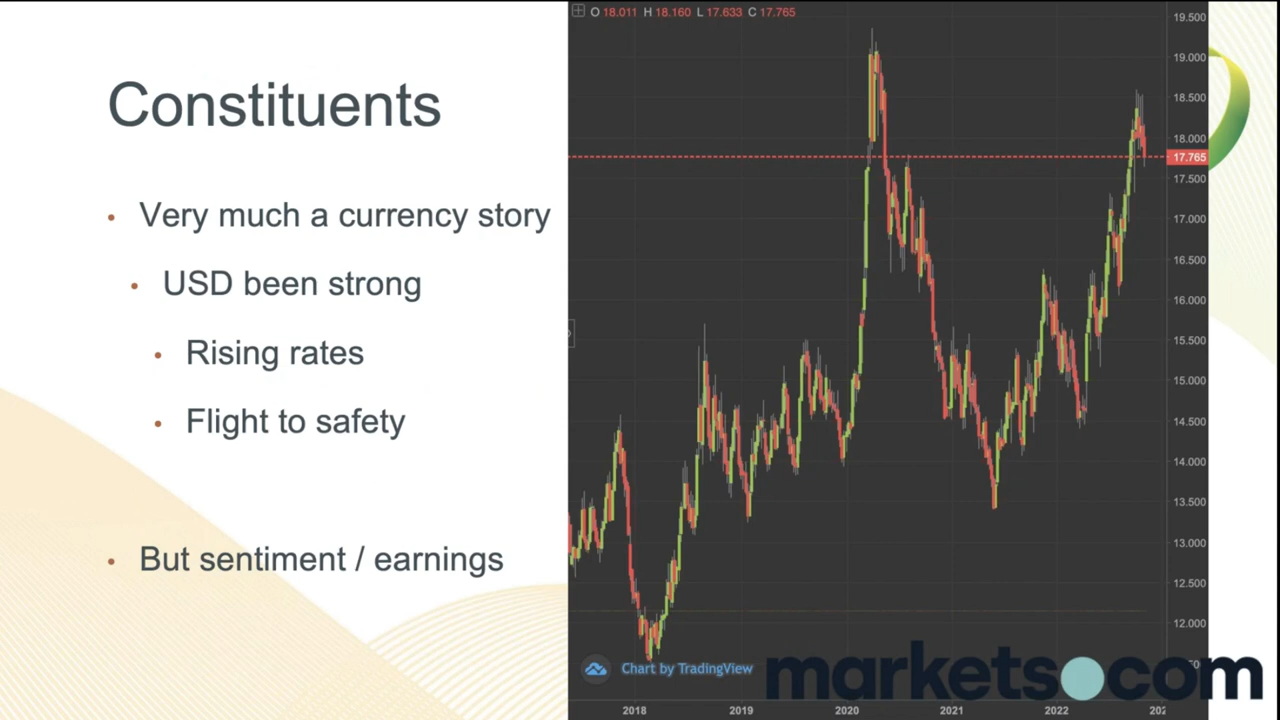 Constituents
• Very much a currency story
• USD been strong
• Rising rates
• Flight to safety
• But sentiment / earnings
O 18.011 H 18.160 L 17.633 C 17.765
19.500
19.000
18.500
18.000
17.765
17.500
17.000
16.500
16.000
15.500
15.000
14.500
14.000
13.500
13.000
12.500
12.000
Chart by TradingView
markets.com
2018 2019 2020 2021 2022